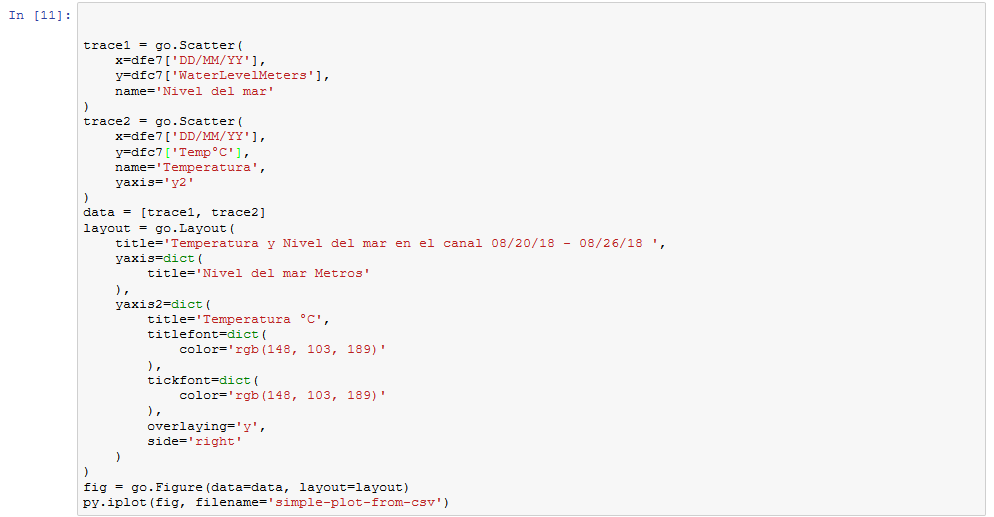 In [11]:
trace1 = go.Scatter(
    x=dfe7['DD/MM/YY'],
    y=dfc7['WaterLevelMeters'],
    name='Nivel del mar'
)
trace2 = go.Scatter(
    x=dfe7['DD/MM/YY'],
    y=dfc7['Temp°C'],
    name='Temperatura',
    yaxis='y2'
)
data = [trace1, trace2]
layout = go.Layout(
    title='Temperatura y Nivel del mar en el canal 08/20/18 - 08/26/18 ',
    yaxis=dict(
        title='Nivel del mar Metros'
    ),
    yaxis2=dict(
        title='Temperatura °C',
        titlefont=dict(
            color='rgb(148, 103, 189)'
        ),
        tickfont=dict(
            color='rgb(148, 103, 189)'
        ),
        overlaying='y',
        side='right'
    )
)
fig = go.Figure(data=data, layout=layout)
py.iplot(fig, filename='simple-plot-from-csv')